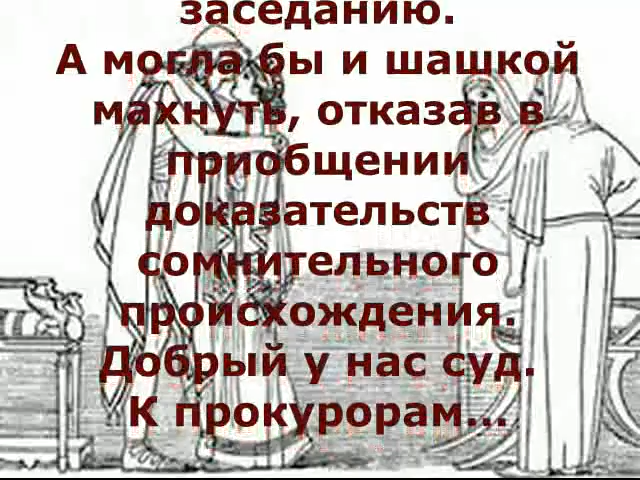 заседанию.
А могла бы и шашкой
махнуть, отказав в
приобщении
доказательств
сомнительного
происхождения.
Добрый у нас суд.
К прокурорам...